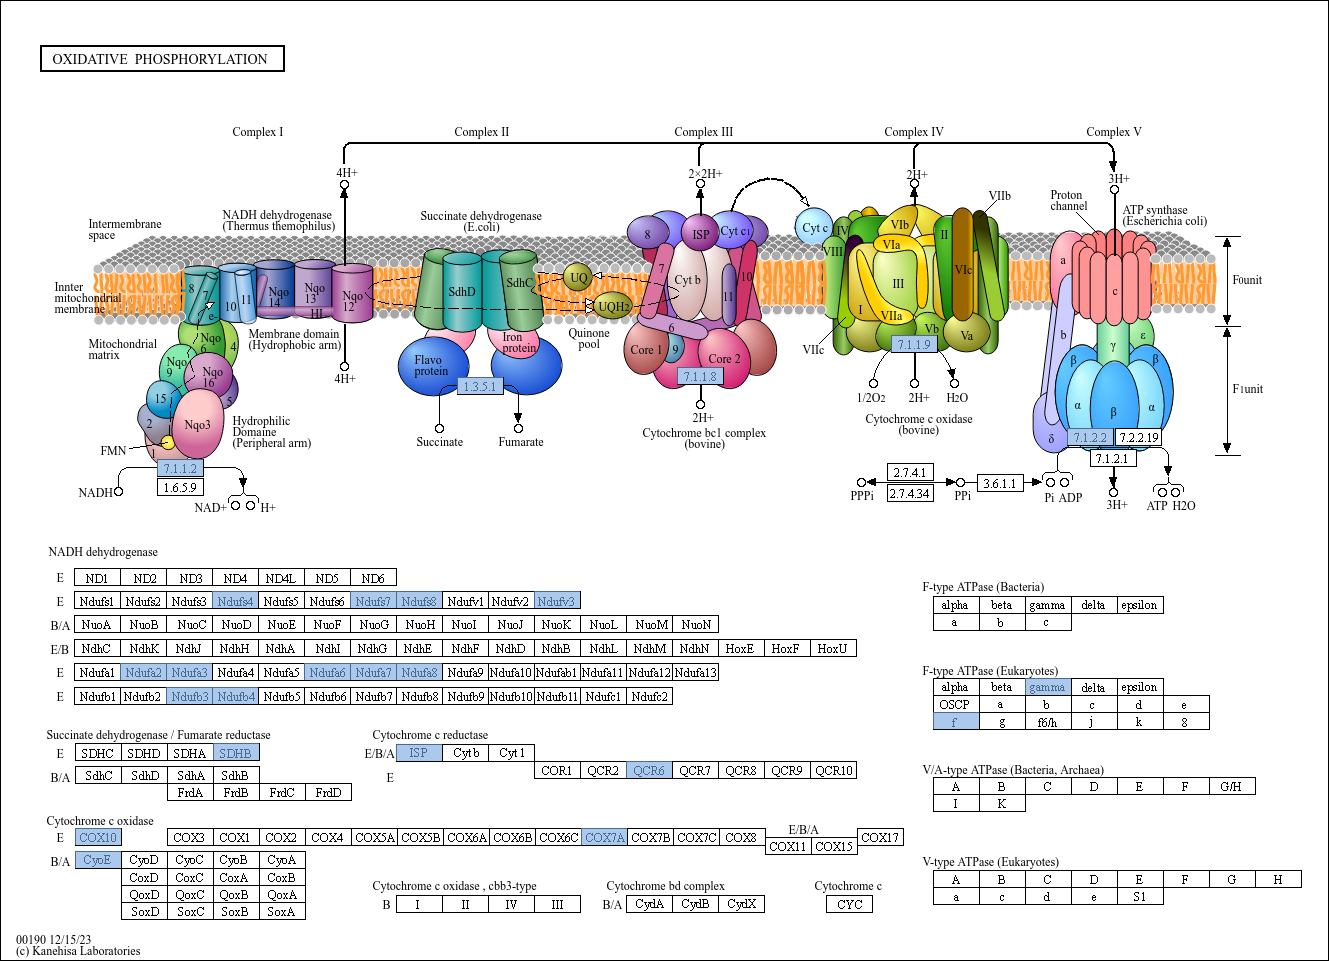 OXIDATIVE PHOSPHORYLATION
Complex I
Complex II
Complex III
Complex IV
Complex V
4H+
2×2H+
2H+
3H+
Intermembrane
space
NADH dehydrogenase
(Thermus themophilus)
Succinate dehydrogenase
(E.coli)
VIIb
Proton
channel
ATP synthase
(Escherichia coli)
8
ISP
Cyt c1
Cyt c
IV
VIb
VIa
II
VIII
VIc
a
Innter
mitochondrial
membrane
8
7
e-
10
11
Nqo
14
Nqo
13
HI
Nqo
12
SdhD
SdhC
UQ
UQH2
7
Cyt b
10
11
III
c
F0unit
I
VIIa
Vb
Va
VIIc
Mitochondrial
matrix
Nqo
6
4
Membrane domain
(Hydrophobic arm)
Iron
protein
Quinone
pool
6
b
γ
ε
Nqo
9
Nqo
16
4H+
Flavo
protein
Core 1
9
Core 2
7.1.1.9
β
β
15
5
1.3.5.1
7.1.1.8
1/2O2
2H+
H2O
α
β
α
F1unit
2
Nqo3
Hydrophilic
Domaine
(Peripheral arm)
2H+
Cytochrome c oxidase
(bovine)
FMN
Succinate
Fumarate
Cytochrome bc1 complex
(bovine)
δ
7.1.2.2
7.2.2.19
7.1.2.1
7.1.1.2
1.6.5.9
2.7.4.1
2.7.4.34
3.6.1.1
NADH
NAD+
H+
PPPi
PPi
Pi
ADP
3H+
ATP
H2O
NADH dehydrogenase
E ND1 ND2 ND3 ND4 ND4L ND5 ND6
E Ndufs1 Ndufs2 Ndufs3 Ndufs4 Ndufs5 Ndufs6 Ndufs7 Ndufs8 Ndufv1 Ndufv2 Ndufv3
B/A NuoA NuoB NuoC NuoD NuoE NuoF NuoG NuoH NuoI NuoJ NuoK NuoL NuoM NuoN
E/B NdhC NdhK NdhJ NdhH NdhA NdhI NdhG NdhE NdhF NdhD NdhB NdhL NdhM NdhN HoxE HoxF HoxU
E Ndufa1 Ndufa2 Ndufa3 Ndufa4 Ndufa5 Ndufa6 Ndufa7 Ndufa8 Ndufa9 Ndufa10 Ndufab1 Ndufa11 Ndufa12 Ndufa13
E Ndufb1 Ndufb2 Ndufb3 Ndufb4 Ndufb5 Ndufb6 Ndufb7 Ndufb8 Ndufb9 Ndufb10 Ndufb11 Ndufc1 Ndufc2
Succinate dehydrogenase / Fumarate reductase
E SDHC SDHD SDHA SDHB
B/A SdhC SdhD SdhA SdhB
FrdA FrdB FrdC FrdD
Cytochrome c reductase
E/B/A ISP Cyt b Cyt 1
E COR1 QCR2 QCR6 QCR7 QCR8 QCR9 QCR10
Cytochrome c oxidase
E COX10 COX3 COX1 COX2 COX4 COX5A COX5B COX6A COX6B COX6C COX7A COX7B COX7C COX8
E/B/A
COX11 COX15
COX17
B/A CyoE CyoD CyoC CyoB CyoA
CoxD CoxC CoxA CoxB
QoxD QoxC QoxB QoxA
SoxD SoxC SoxB SoxA
Cytochrome c oxidase , cbb3-type
B I II IV III
Cytochrome bd complex
B/A CydA CydB CydX
Cytochrome c
CYC
F-type ATPase (Bacteria)
alpha beta gamma delta epsilon
a b c
F-type ATPase (Eukaryotes)
alpha beta gamma delta epsilon
OSCP a b c d e
f g f6/h j k 8
V/A-type ATPase (Bacteria, Archaea)
A B C D E F G/H
I K
V-type ATPase (Eukaryotes)
A B C D E F G H
a c d e S1
00190 12/15/23
(c) Kanehisa Laboratories